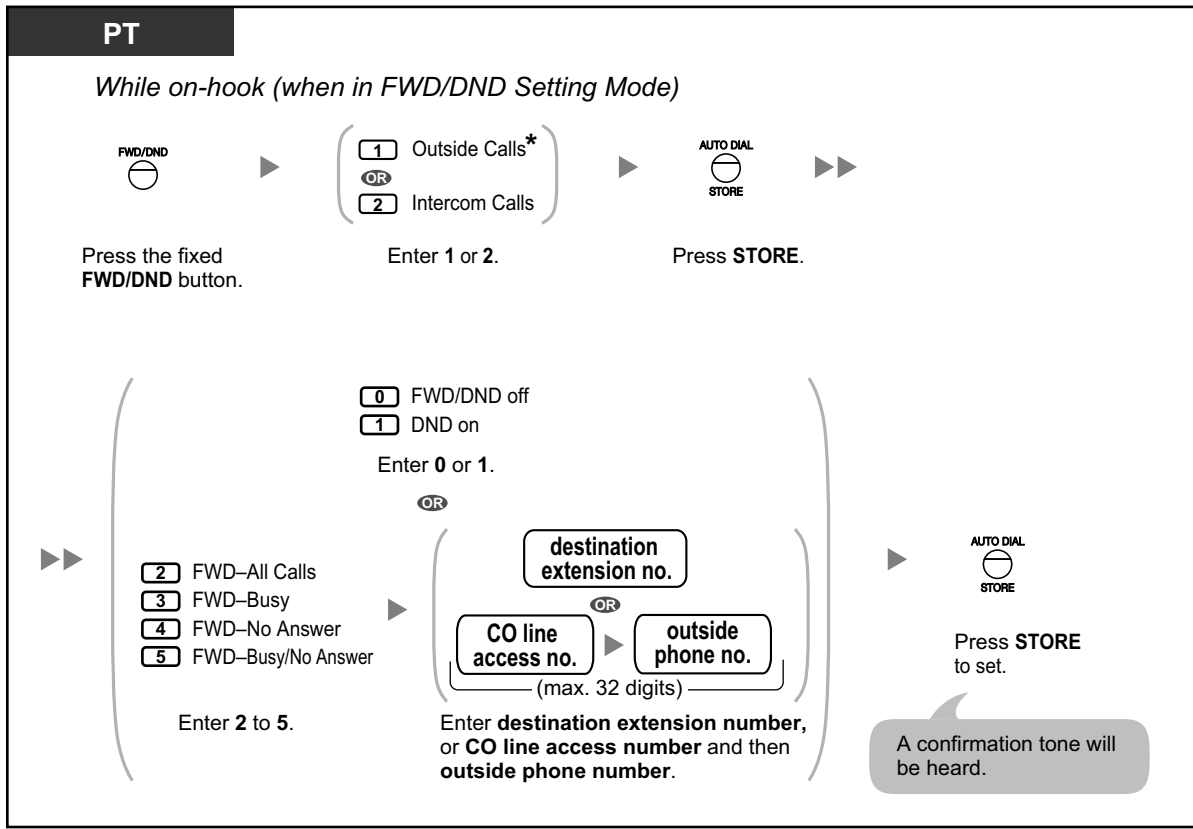 PT
While on-hook (when in FWD/DND Setting Mode)
FWD/DND
1 Outside Calls*
OR
2 Intercom Calls
AUTO DIAL
STORE
Press the fixed
FWD/DND button.
Enter 1 or 2.
Press STORE.
0 FWD/DND off
1 DND on
Enter 0 or 1.
OR
2 FWD–All Calls
3 FWD–Busy
4 FWD–No Answer
5 FWD–Busy/No Answer
Enter 2 to 5.
destination
extension no.
OR
CO line
access no.
outside
phone no.
(max. 32 digits)
Enter destination extension number,
or CO line access number and then
outside phone number.
AUTO DIAL
STORE
Press STORE
to set.
A confirmation tone will
be heard.